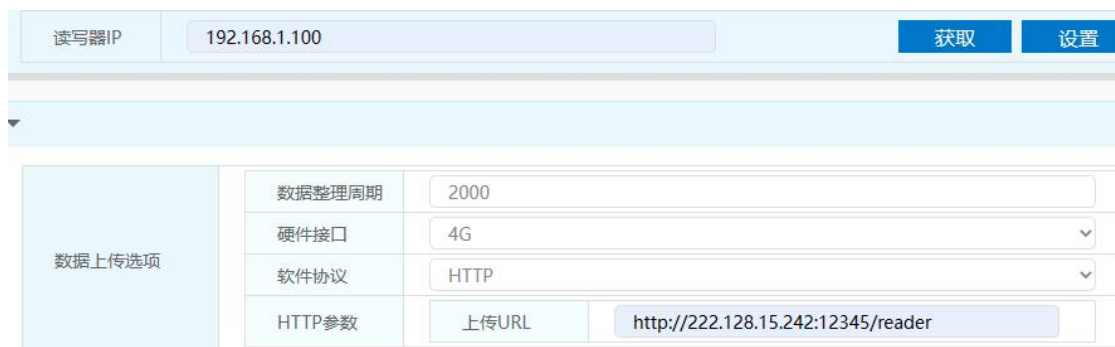 读写器IP 192.168.1.100 获取 设置
数据上传选项
数据整理周期 2000
硬件接口 4G
软件协议 HTTP
HTTP参数 上传URL http://222.128.15.242:12345/reader